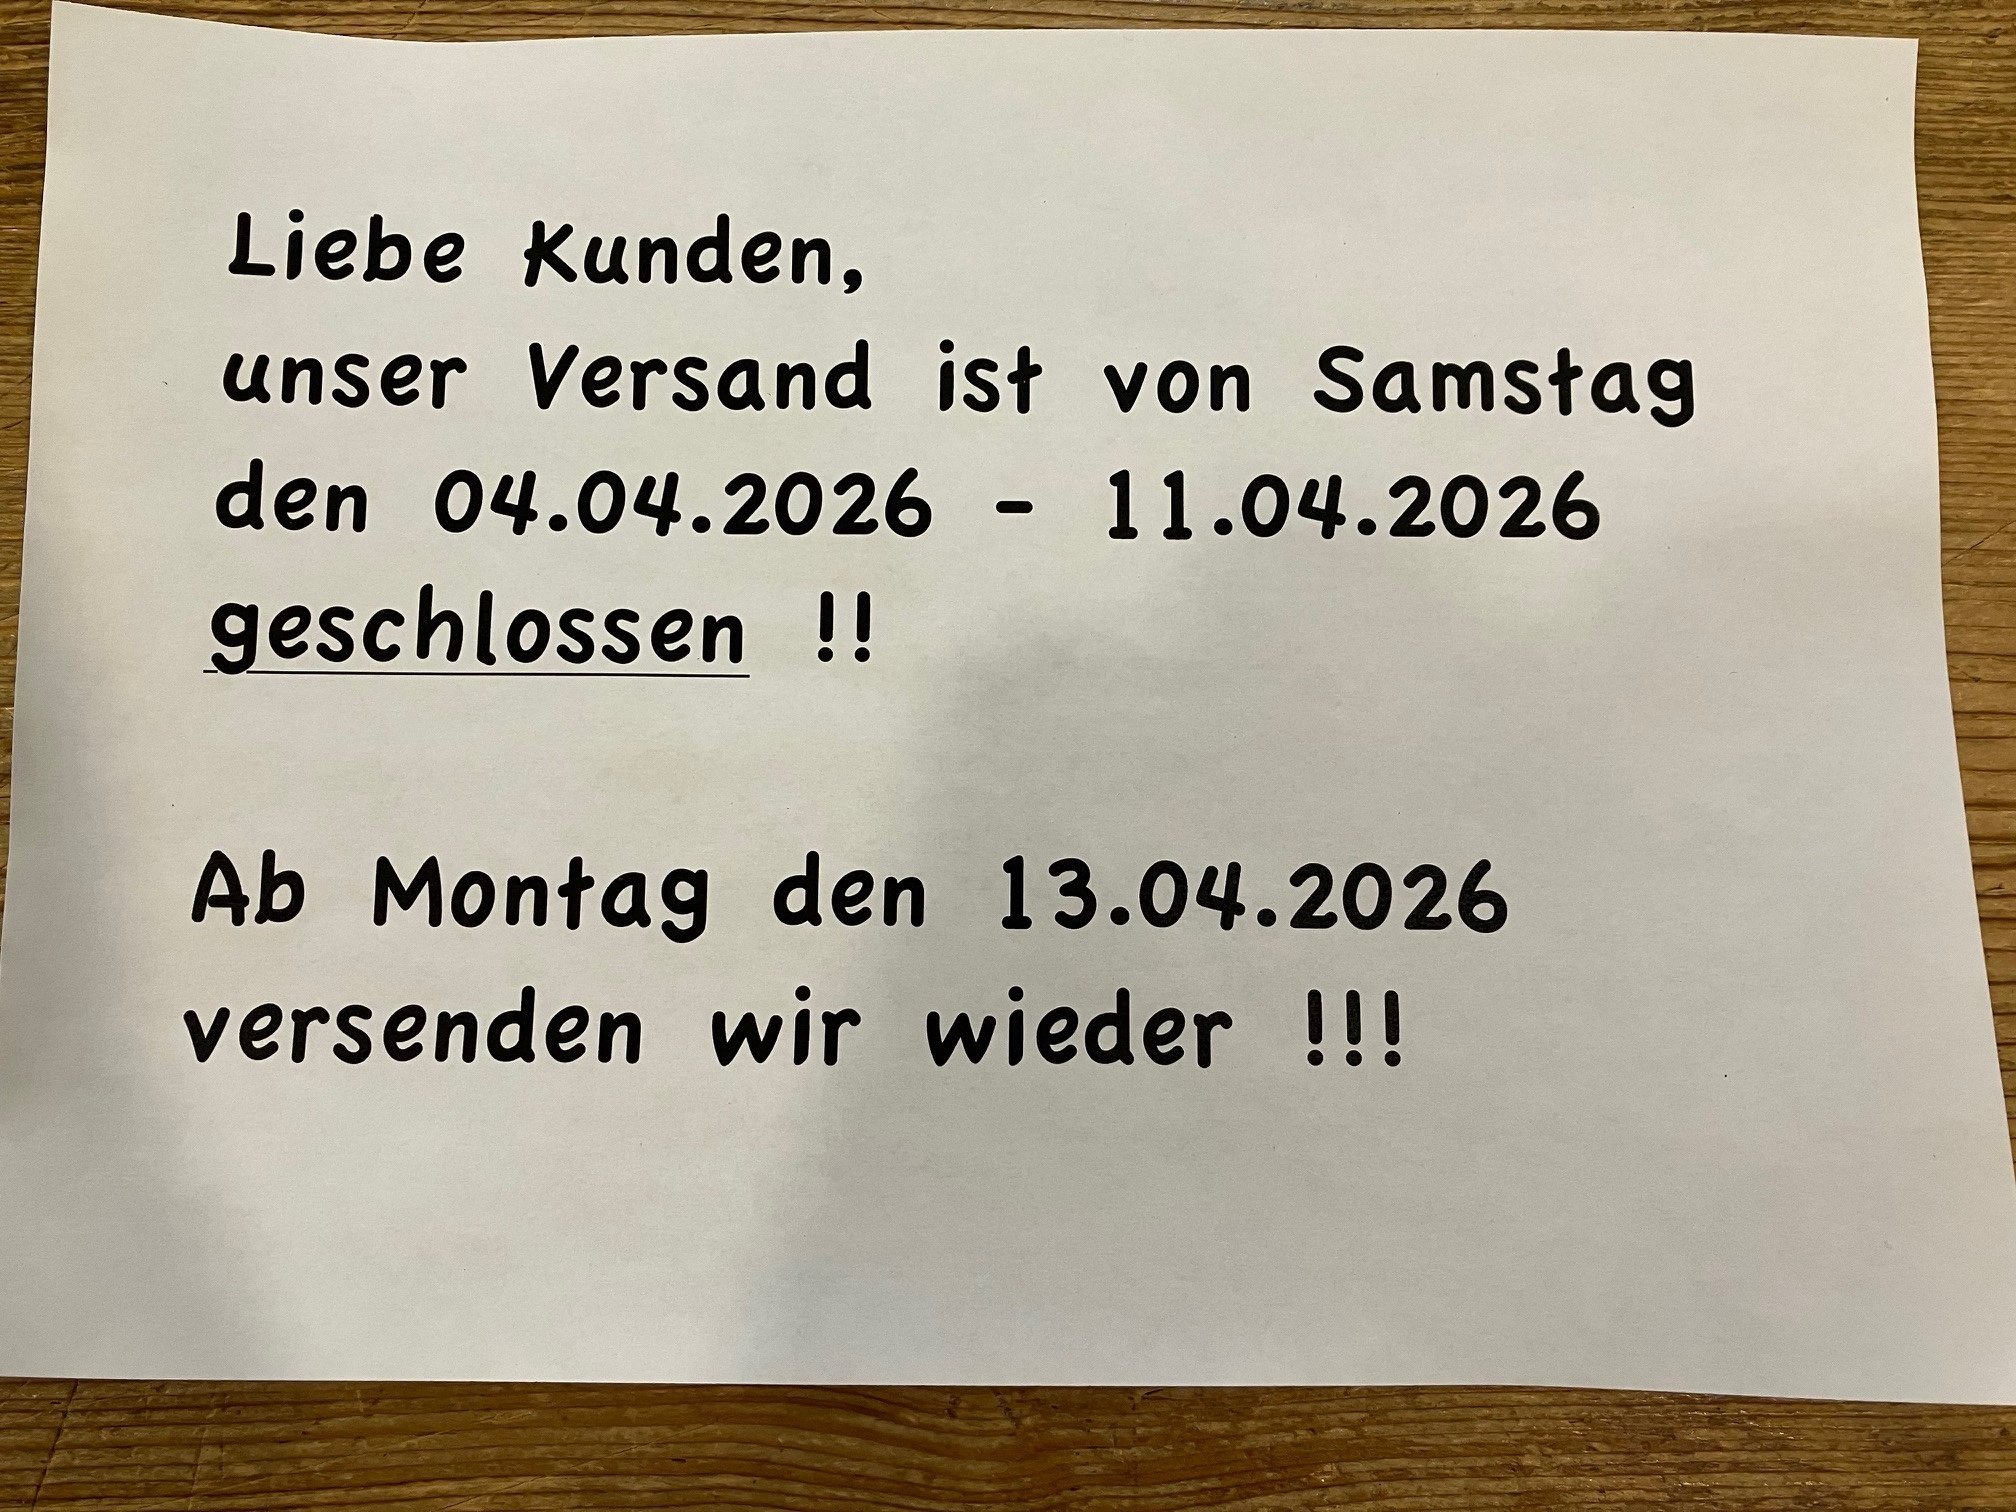 Liebe Kunden,
unser Versand ist von Samstag
den 04.04.2026 - 11.04.2026
geschlossen !!
Ab Montag den 13.04.2026
versenden wir wieder !!!